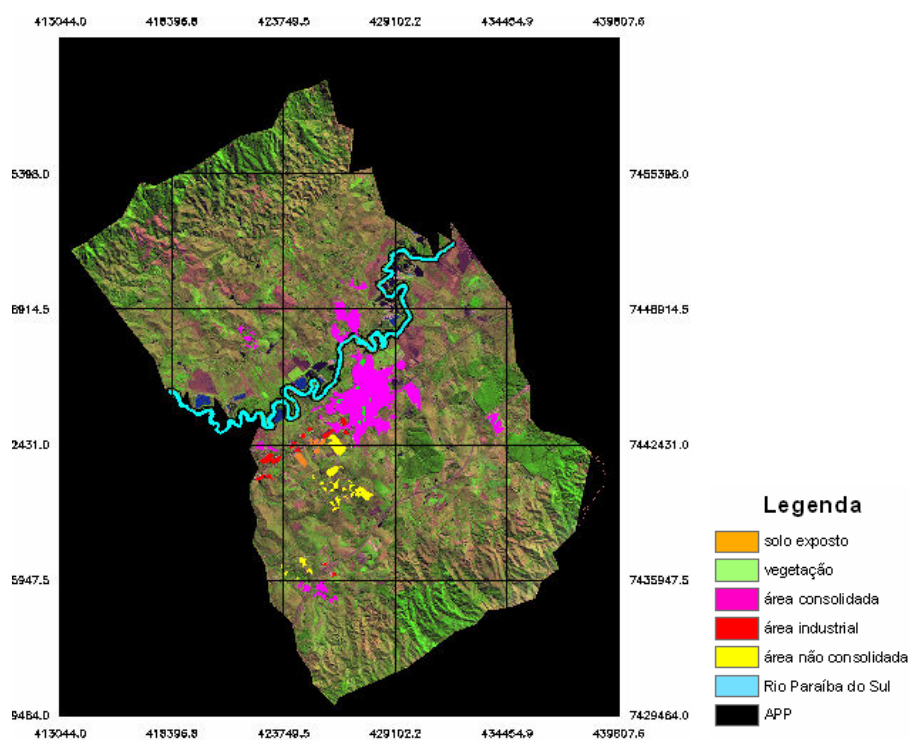 413044.0 418396.8 423749.5 429102.2 434454.9 439807.6
5398.0 7455398.0
8914.5 7448914.5
2431.0 7442431.0
5947.5 7435947.5
9464.0 7429464.0
413044.0 418396.8 423749.5 429102.2 434454.9 439807.6
Legenda
solo exposto
vegetação
área consolidada
área industrial
área não consolidada
Rio Paraíba do Sul
APP